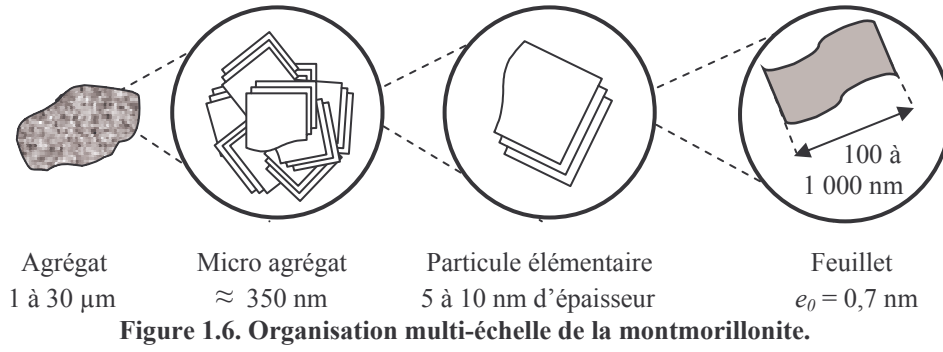 100 à
1 000 nm
Agrégat
1 à 30 µm
Micro agrégat
≈ 350 nm
Particule élémentaire
5 à 10 nm d’épaisseur
Feuillet
e0 = 0,7 nm
Figure 1.6. Organisation multi-échelle de la montmorillonite.